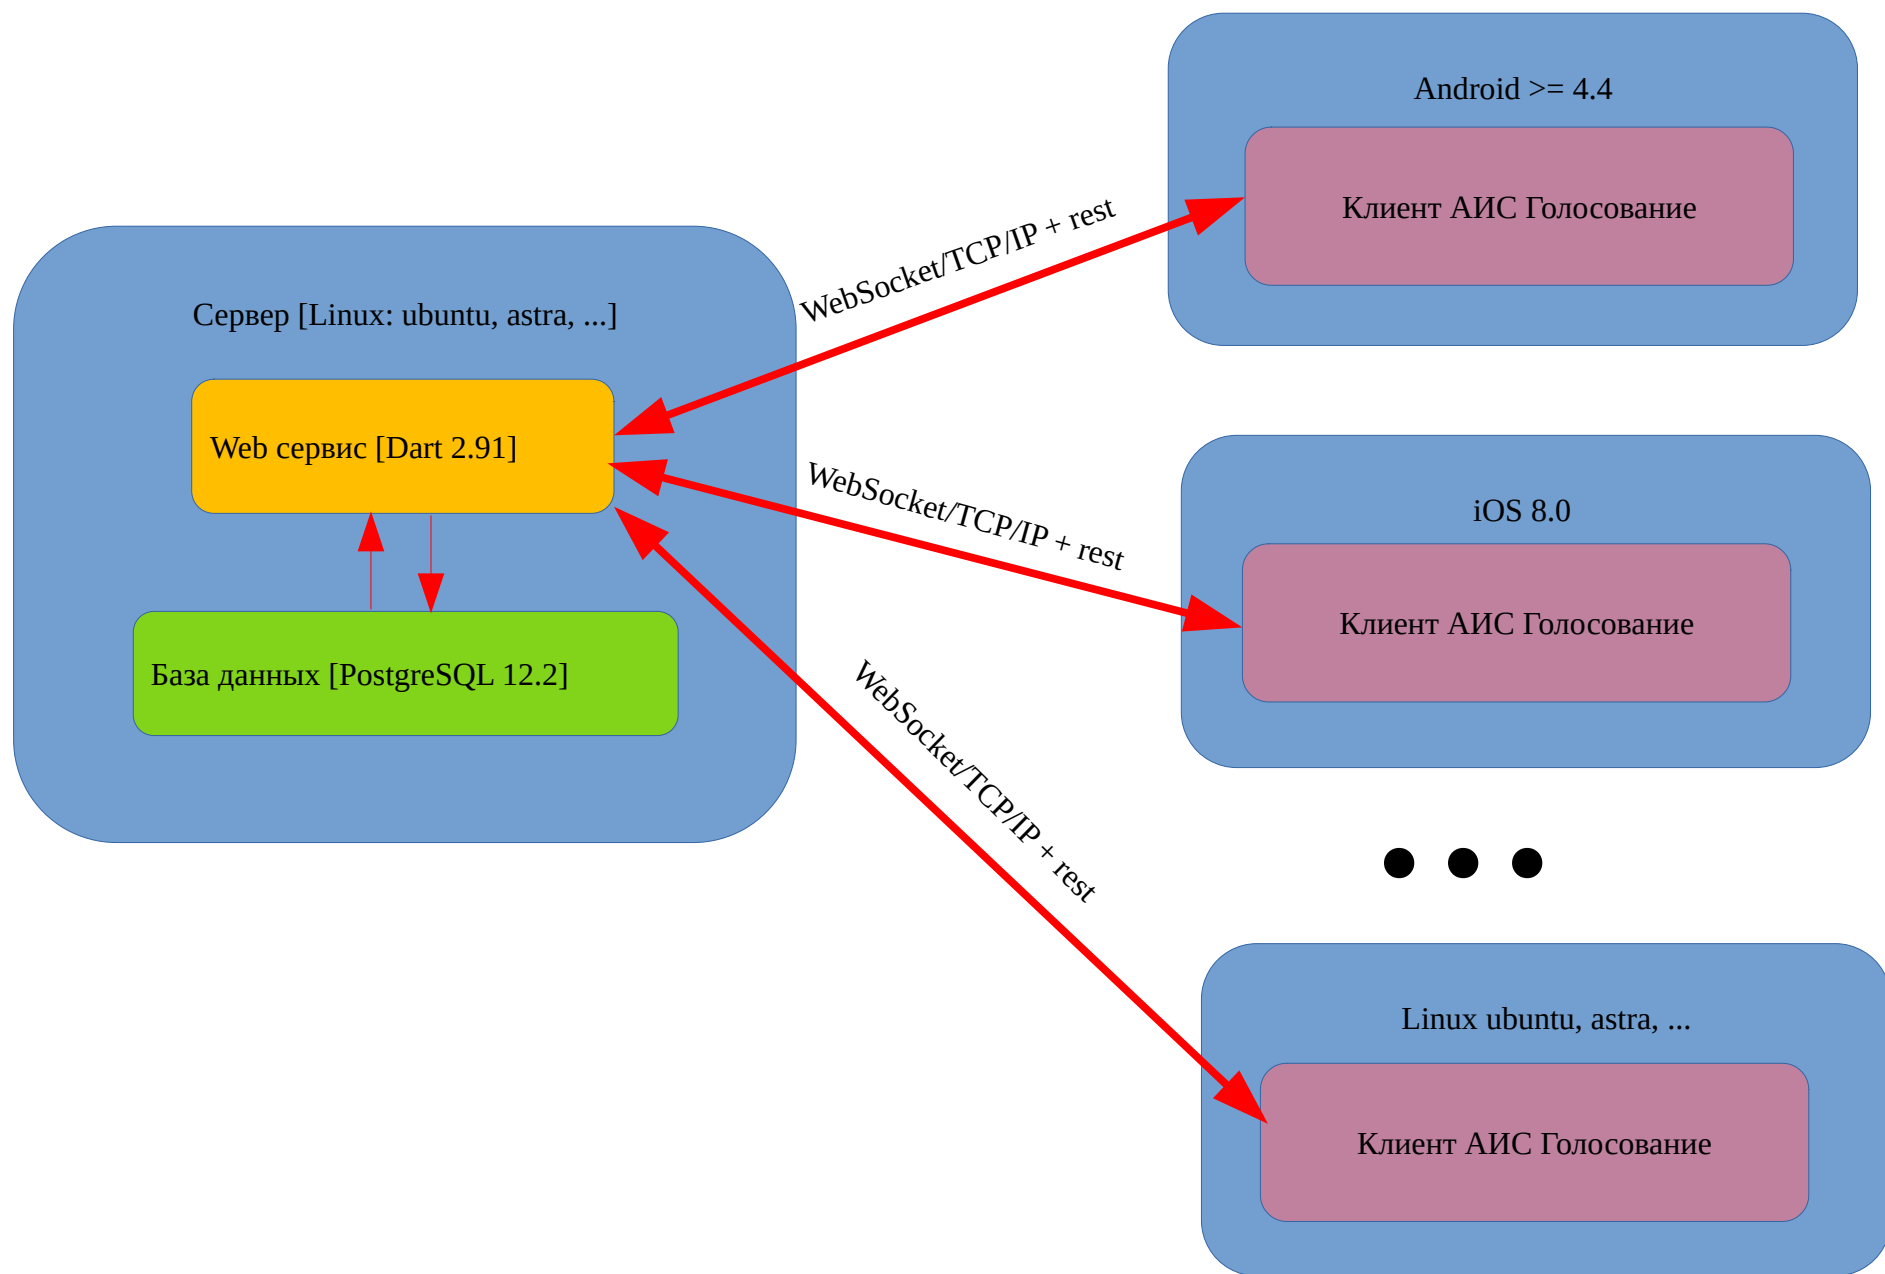 Сервер [Linux: ubuntu, astra, ...]
Web сервис [Dart 2.91]
База данных [PostgreSQL 12.2]
WebSocket/TCP/IP + rest
WebSocket/TCP/IP + rest
WebSocket/TCP/IP + rest
Android >= 4.4
Клиент АИС Голосование
iOS 8.0
Клиент АИС Голосование
Linux ubuntu, astra, ...
Клиент АИС Голосование